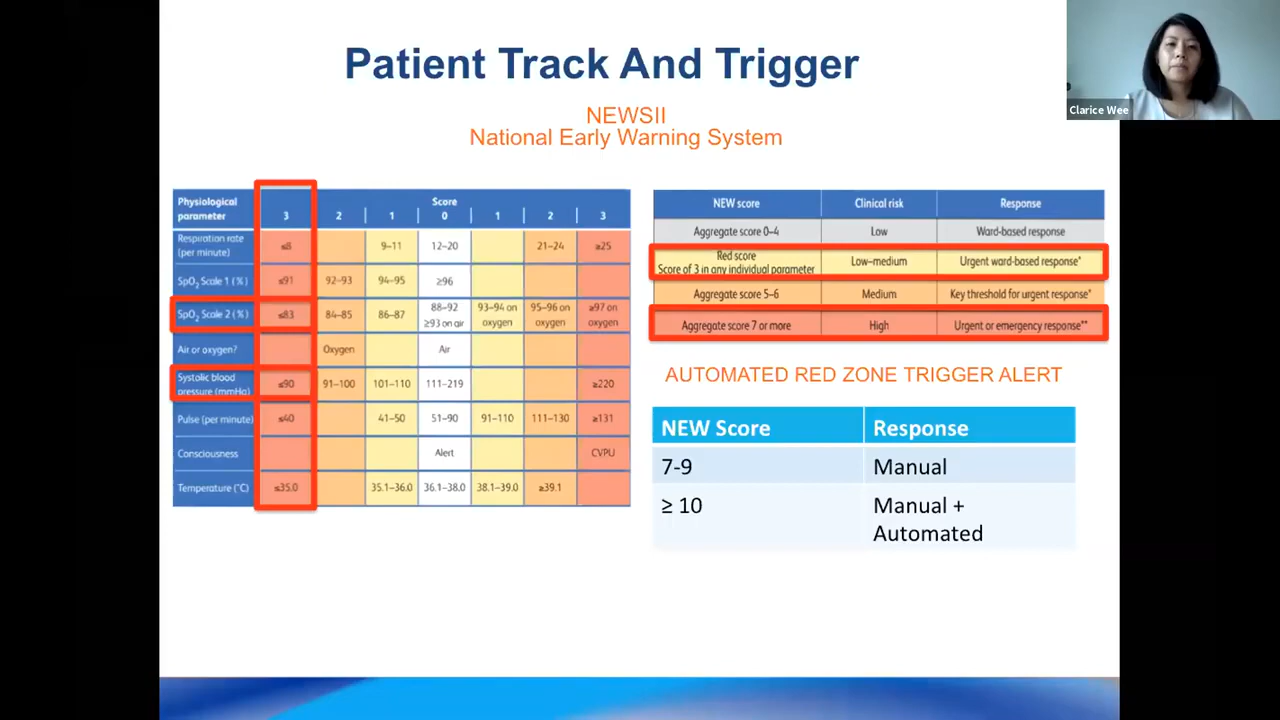 Patient Track And Trigger
Clarice Wee
NEWSII
National Early Warning System
Physiological parameter 3 2 1 Score 0 1 2 3
Respiration rate (per minute) ≤8 9–11 12–20 21–24 ≥25
SpO2 Scale 1 (%) ≤91 92–93 94–95 ≥96
SpO2 Scale 2 (%) ≤83 84–85 86–87 88–92 ≥93 on air 93–94 on oxygen 95–96 on oxygen ≥97 on oxygen
Air or oxygen? Oxygen Air
Systolic blood pressure (mmHg) ≤90 91–100 101–110 111–219 ≥220
Pulse (per minute) ≤40 41–50 51–90 91–110 111–130 ≥131
Consciousness Alert CVPU
Temperature (°C) ≤35.0 35.1–36.0 36.1–38.0 38.1–39.0 ≥39.1
NEW score Clinical risk Response
Aggregate score 0–4 Low Ward-based response
Red score
Score of 3 in any individual parameter Low–medium Urgent ward-based response*
Aggregate score 5–6 Medium Key threshold for urgent response*
Aggregate score 7 or more High Urgent or emergency response**
AUTOMATED RED ZONE TRIGGER ALERT
NEW Score Response
7-9 Manual
≥ 10 Manual +
Automated